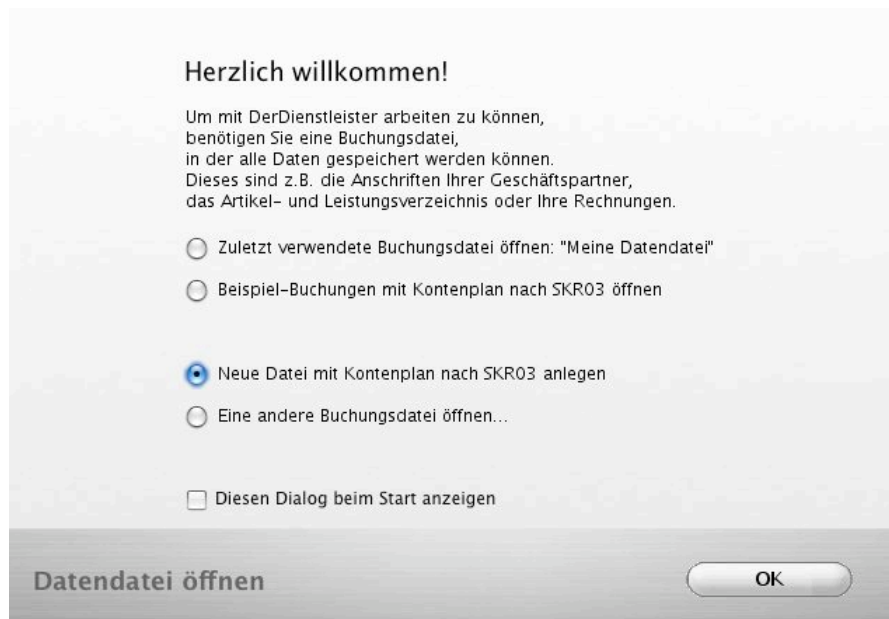 Herzlich willkommen!
Um mit DerDienstleister arbeiten zu können,
benötigen Sie eine Buchungsdatei,
in der alle Daten gespeichert werden können.
Dieses sind z.B. die Anschriften Ihrer Geschäftspartner,
das Artikel- und Leistungsverzeichnis oder Ihre Rechnungen.
Zuletzt verwendete Buchungsdatei öffnen: "Meine Datendatei"
Beispiel-Buchungen mit Kontenplan nach SKR03 öffnen
Neue Datei mit Kontenplan nach SKR03 anlegen
Eine andere Buchungsdatei öffnen...
Diesen Dialog beim Start anzeigen
Datendatei öffnen
OK